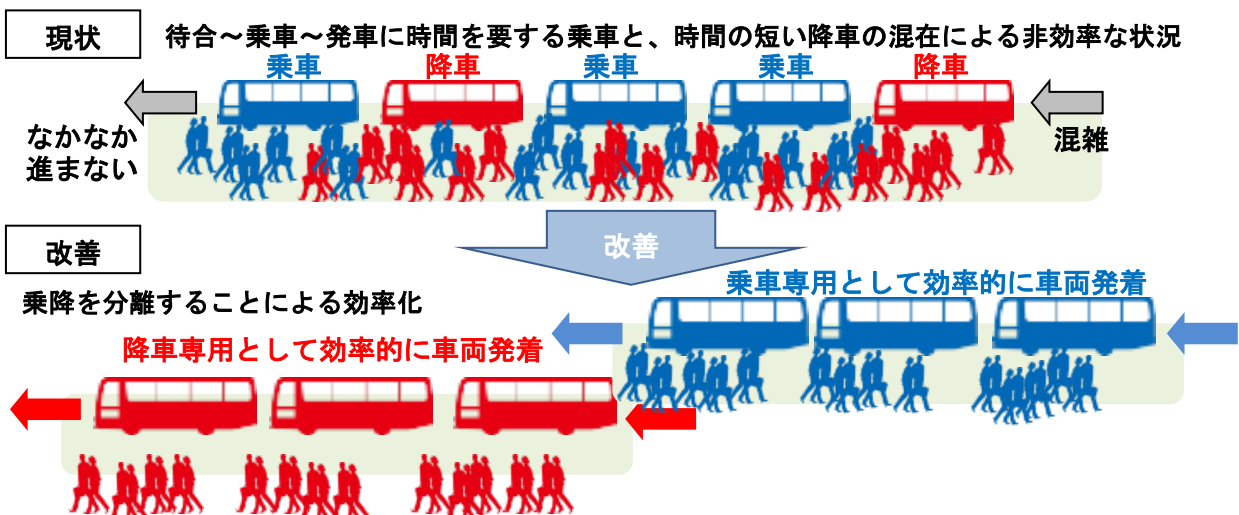 現状
待合～乗車～発車に時間を要する乗車と、時間の短い降車の混在による非効率な状況
乗車
降車
乗車
乗車
降車
なかなか
進まない
混雑
改善
改善
乗降を分離することによる効率化
乗車専用として効率的に車両発着
降車専用として効率的に車両発着